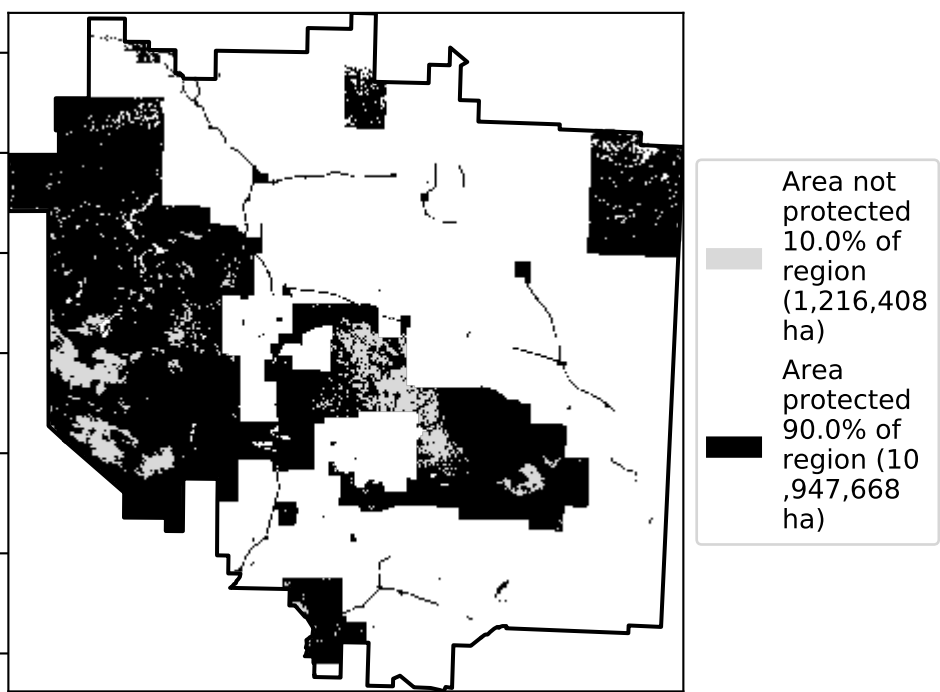 Area not
protected
10.0% of
region
(1,216,408
ha)
Area
protected
90.0% of
region (10
,947,668
ha)